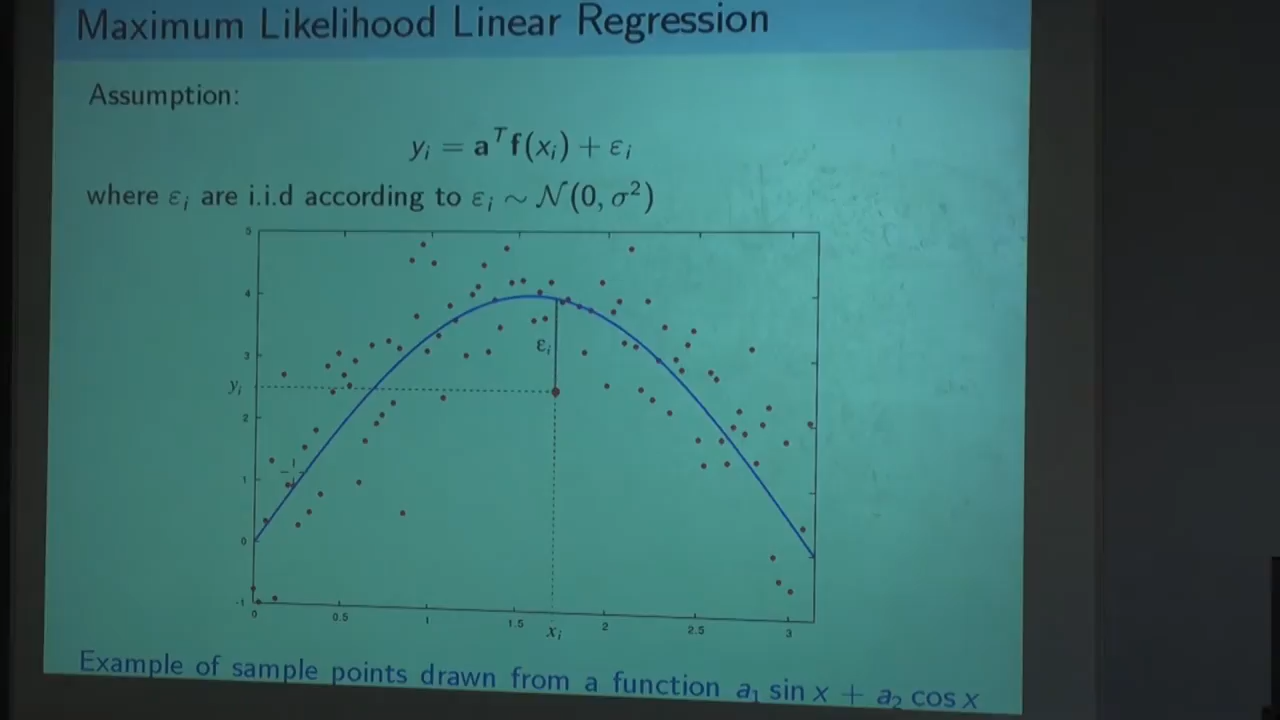 Maximum Likelihood Linear Regression
Assumption:
yᵢ = aᵀf(xᵢ) + εᵢ
where εᵢ are i.i.d according to εᵢ ∼ 𝒩(0, σ²)
5
4
εᵢ
3
yᵢ
2
1
0
-1
0 0.5 1 1.5 xᵢ 2 2.5 3
Example of sample points drawn from a function a₁ sin x + a₂ cos x